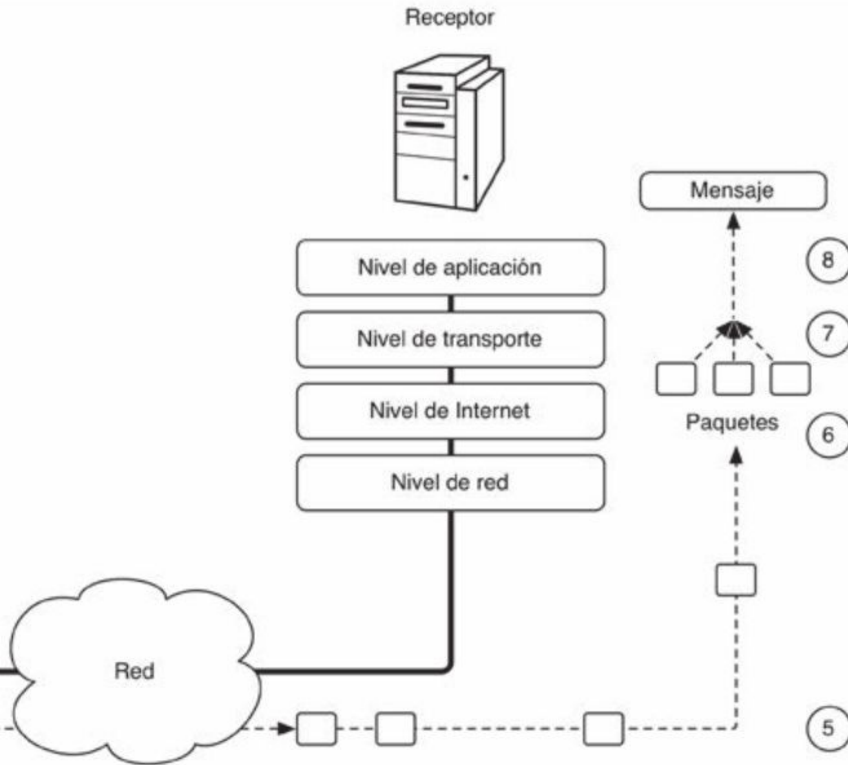 Receptor
Mensaje
Nivel de aplicación
8
Nivel de transporte
7
Nivel de Internet
Paquetes
6
Nivel de red
Red
5